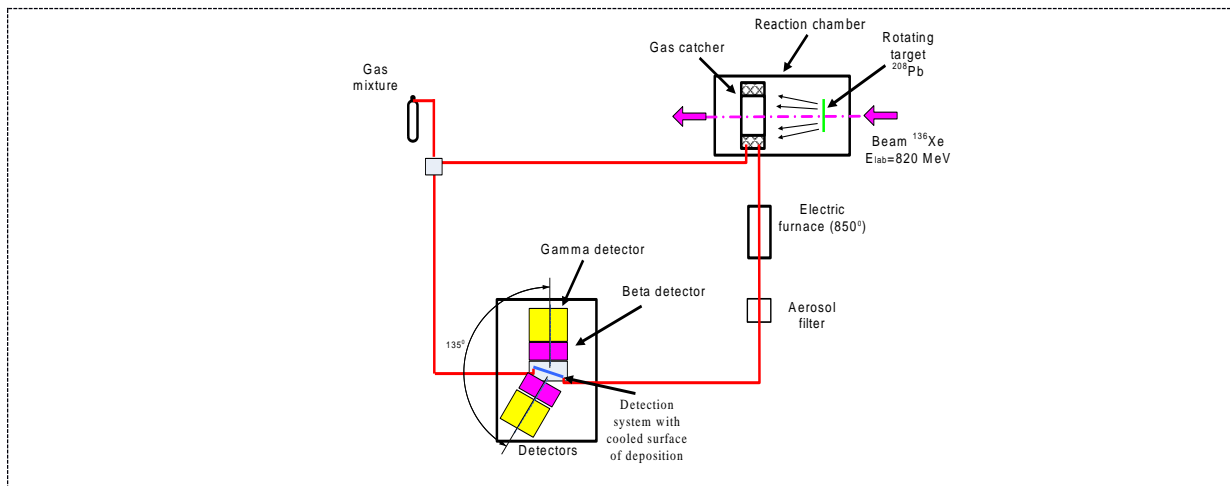 Reaction chamber
Gas catcher
Rotating
target
²⁰⁸Pb
Gas
mixture
Beam ¹³⁶Xe
Elab=820 MeV
Electric
furnace (850⁰)
Gamma detector
Beta detector
Aerosol
filter
135⁰
Detection
system with
cooled surface
of deposition
Detectors